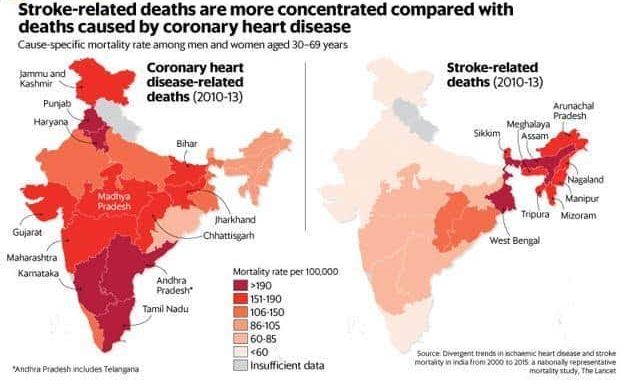 Stroke-related deaths are more concentrated compared with
deaths caused by coronary heart disease
Cause-specific mortality rate among men and women aged 30–69 years
Coronary heart
disease-related
deaths (2010-13)
Jammu and
Kashmir
Punjab
Haryana
Bihar
Madhya
Pradesh
Gujarat
Jharkhand
Chhattisgarh
Maharashtra
Karnataka
Andhra
Pradesh*
Tamil Nadu
*Andhra Pradesh includes Telangana
Mortality rate per 100,000
>190
151-190
106-150
86-105
60-85
<60
Insufficient data
Stroke-related
deaths (2010-13)
Arunachal
Pradesh
Meghalaya
Assam
Sikkim
Nagaland
Manipur
Mizoram
Tripura
West Bengal
Source: Divergent trends in ischaemic heart disease and stroke
mortality in india from 2000 to 2015: a nationally representative
mortality study, The Lancet